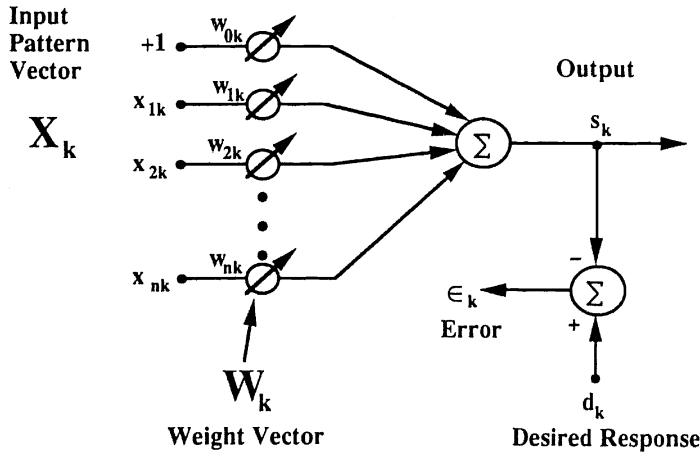 Input
Pattern
Vector
X_k
+1
w_0k
x_1k
w_1k
x_2k
w_2k
x_nk
w_nk
W_k
Weight Vector
Σ
Output
s_k
−
Σ
+
∈_k
Error
d_k
Desired Response